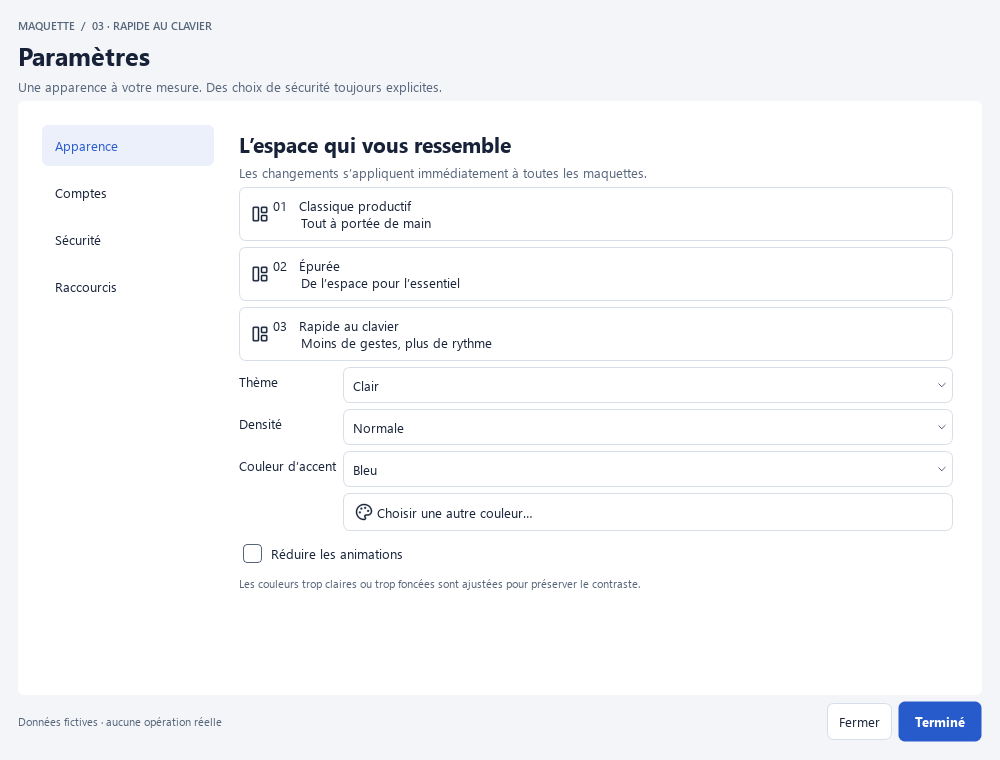 MAQUETTE / 03 · RAPIDE AU CLAVIER
Paramètres
Une apparence à votre mesure. Des choix de sécurité toujours explicites.
Apparence
Comptes
Sécurité
Raccourcis
L’espace qui vous ressemble
Les changements s’appliquent immédiatement à toutes les maquettes.
01 Classique productif
Tout à portée de main
02 Épurée
De l’espace pour l’essentiel
03 Rapide au clavier
Moins de gestes, plus de rythme
Thème Clair
Densité Normale
Couleur d’accent Bleu
Choisir une autre couleur…
Réduire les animations
Les couleurs trop claires ou trop foncées sont ajustées pour préserver le contraste.
Données fictives · aucune opération réelle
Fermer Terminé